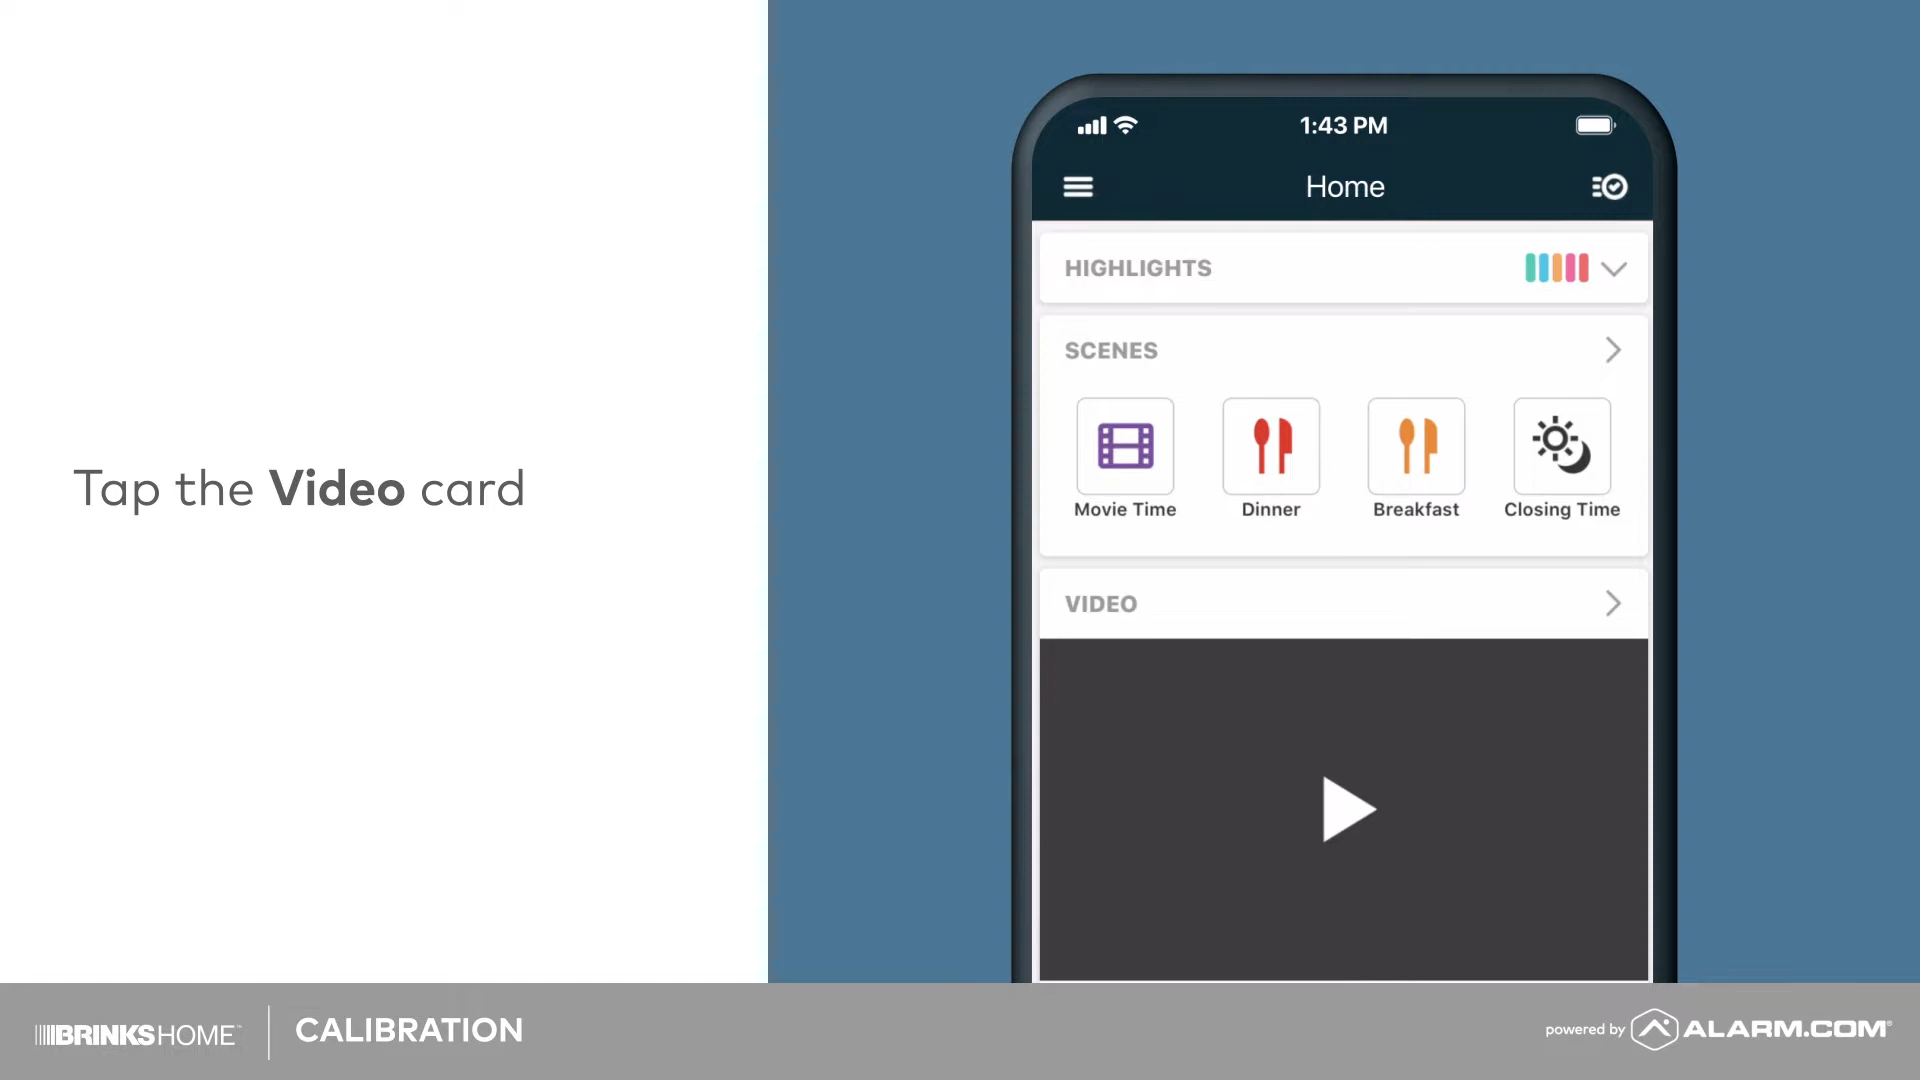 Tap the Video card
1:43 PM
Home
HIGHLIGHTS
SCENES
Movie Time
Dinner
Breakfast
Closing Time
VIDEO
BRINKS HOME™
CALIBRATION
powered by ALARM.COM®